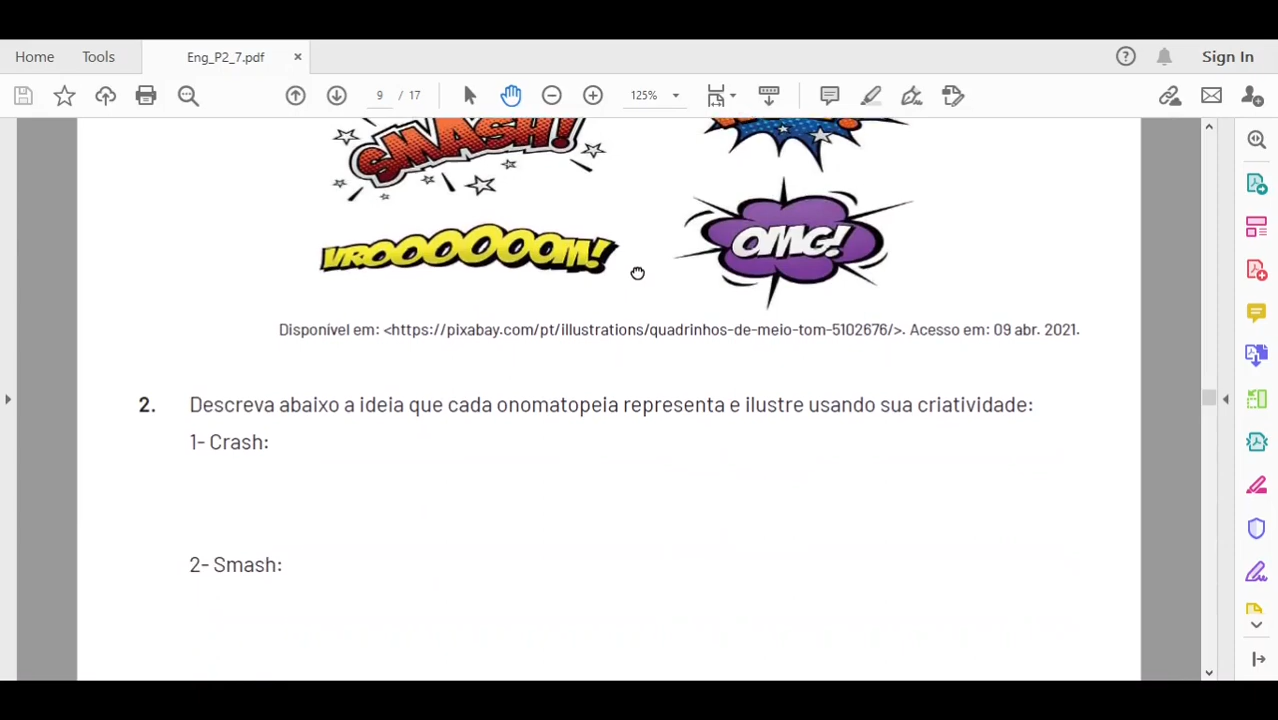 Home Tools Eng_P2_7.pdf × Sign In
9 / 17 125%
SMASH!
VROOOOOOM! OMG!
Disponível em: <https://pixabay.com/pt/illustrations/quadrinhos-de-meio-tom-5102676/>. Acesso em: 09 abr. 2021.
2. Descreva abaixo a ideia que cada onomatopeia representa e ilustre usando sua criatividade:
1- Crash:
2- Smash: